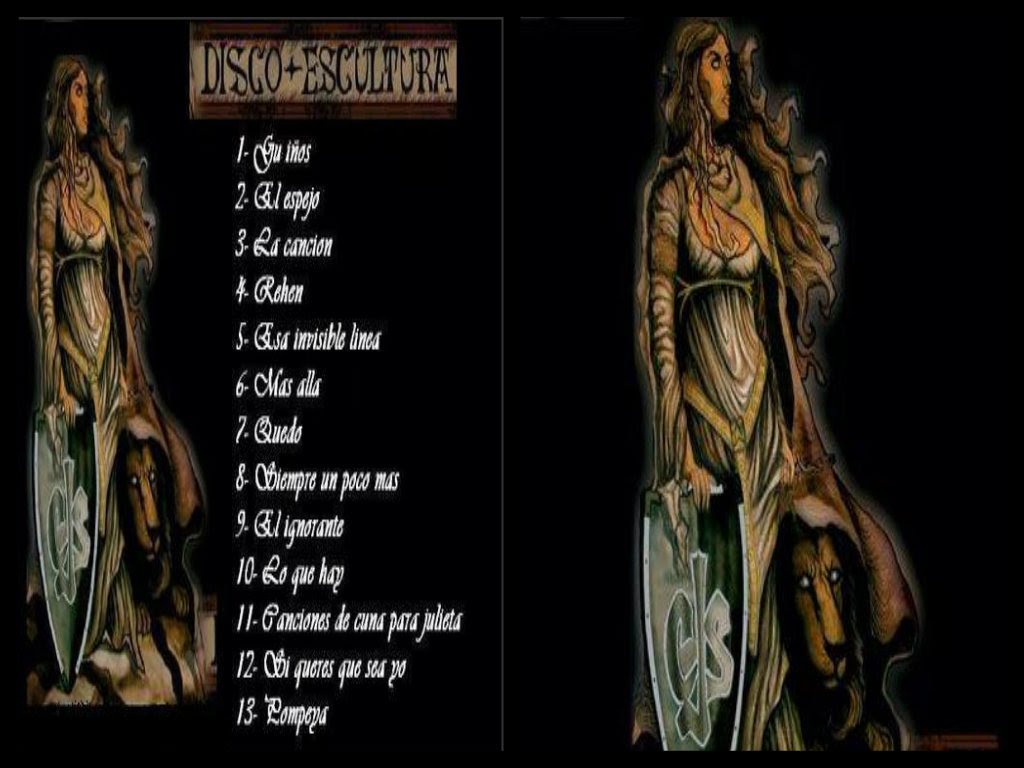 DISCO+ESCULTURA
1- Gu iños
2- El espejo
3- La cancion
4- Rehen
5- Esa invisible linea
6- Mas alla
7- Quedo
8- Siempre un poco mas
9- El ignorante
10- Lo que hay
11- Canciones de cuna para julieta
12- Si queres que sea yo
13- Pompeya